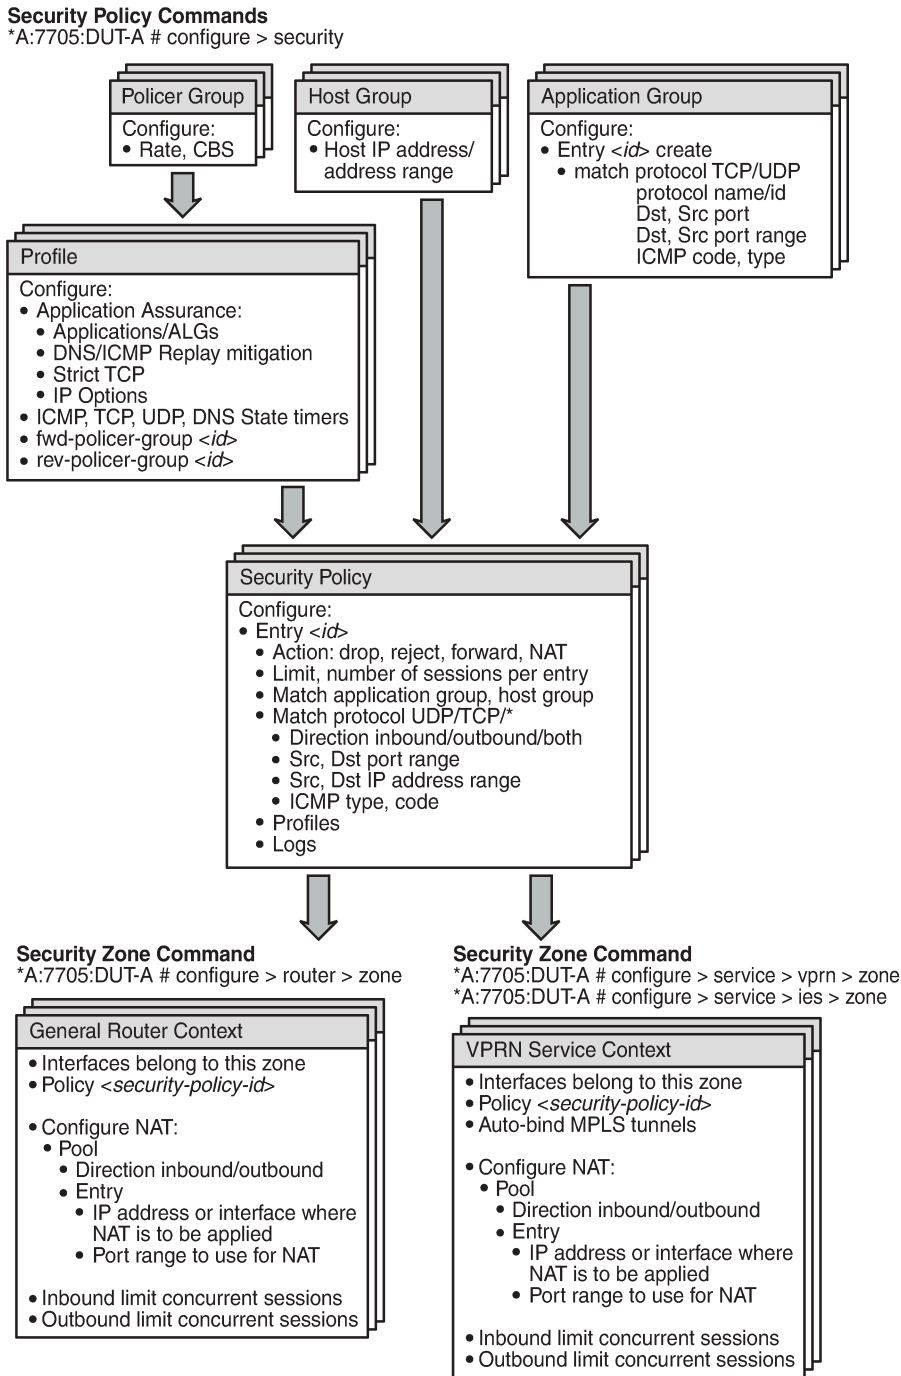 Security Policy Commands
*A:7705:DUT-A # configure > security
Policer Group
Configure:
• Rate, CBS
Host Group
Configure:
• Host IP address/
address range
Application Group
Configure:
• Entry <id> create
• match protocol TCP/UDP
protocol name/id
Dst, Src port
Dst, Src port range
ICMP code, type
Profile
Configure:
• Application Assurance:
• Applications/ALGs
• DNS/ICMP Replay mitigation
• Strict TCP
• IP Options
• ICMP, TCP, UDP, DNS State timers
• fwd-policer-group <id>
• rev-policer-group <id>
Security Policy
Configure:
• Entry <id>
• Action: drop, reject, forward, NAT
• Limit, number of sessions per entry
• Match application group, host group
• Match protocol UDP/TCP/*
• Direction inbound/outbound/both
• Src, Dst port range
• Src, Dst IP address range
• ICMP type, code
• Profiles
• Logs
Security Zone Command
*A:7705:DUT-A # configure > router > zone
General Router Context
• Interfaces belong to this zone
• Policy <security-policy-id>
• Configure NAT:
• Pool
• Direction inbound/outbound
• Entry
• IP address or interface where
NAT is to be applied
• Port range to use for NAT
• Inbound limit concurrent sessions
• Outbound limit concurrent sessions
Security Zone Command
*A:7705:DUT-A # configure > service > vprn > zone
*A:7705:DUT-A # configure > service > ies > zone
VPRN Service Context
• Interfaces belong to this zone
• Policy <security-policy-id>
• Auto-bind MPLS tunnels
• Configure NAT:
• Pool
• Direction inbound/outbound
• Entry
• IP address or interface where
NAT is to be applied
• Port range to use for NAT
• Inbound limit concurrent sessions
• Outbound limit concurrent sessions